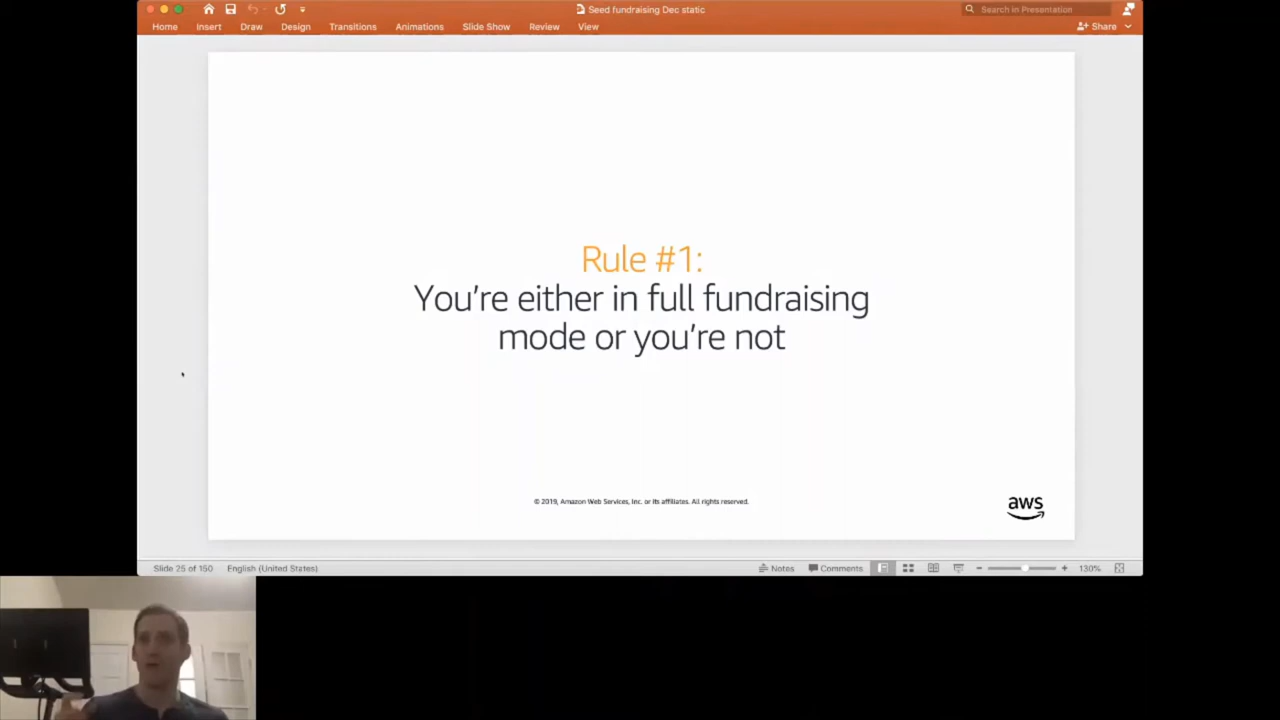 Seed fundraising Dec static
Search in Presentation
Home
Insert
Draw
Design
Transitions
Animations
Slide Show
Review
View
Share
Rule #1:
You're either in full fundraising
mode or you're not
© 2019, Amazon Web Services, Inc. or its affiliates. All rights reserved.
aws
Slide 25 of 150
English (United States)
Notes
Comments
130%